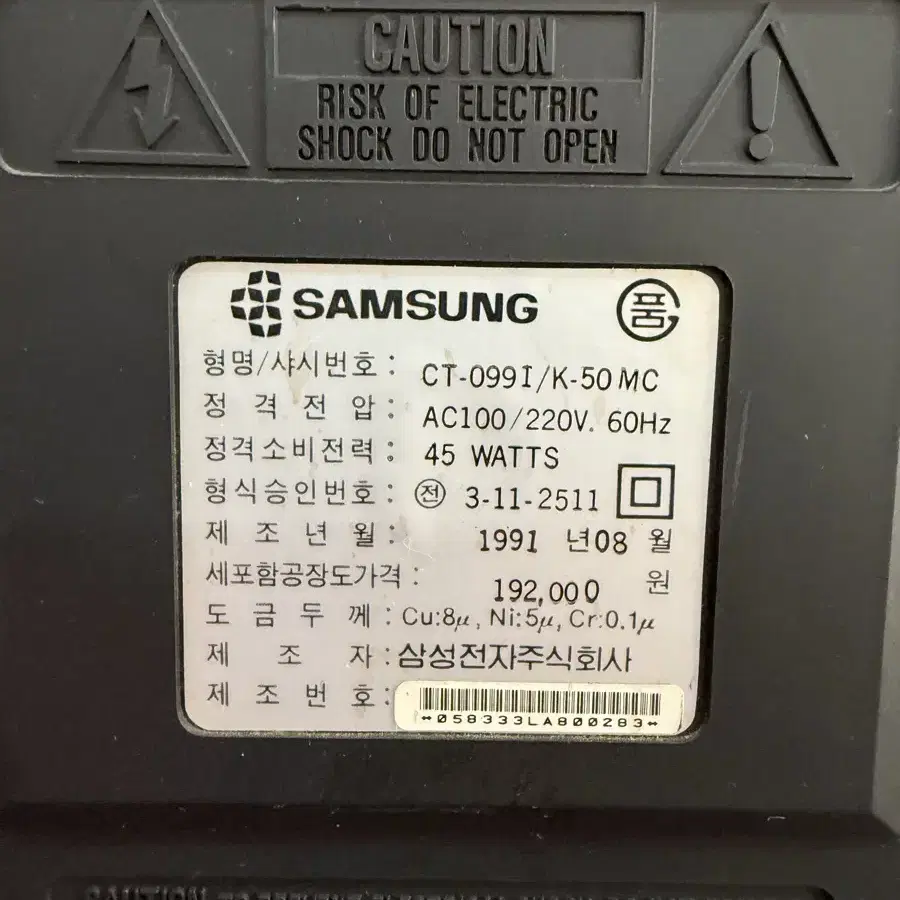 CAUTION
RISK OF ELECTRIC
SHOCK DO NOT OPEN
SAMSUNG 품
형명/샤시번호: CT-099I/K-50MC
정격전압: AC100/220V. 60Hz
정격소비전력: 45 WATTS
형식승인번호: 전 3-11-2511
제조년월: 1991 년 08 월
세포함공장도가격: 192,000 원
도금두께: Cu:8μ, Ni:5μ, Cr:0.1μ
제조자: 삼성전자주식회사
제조번호:
*058333LA800283*
CAUTION